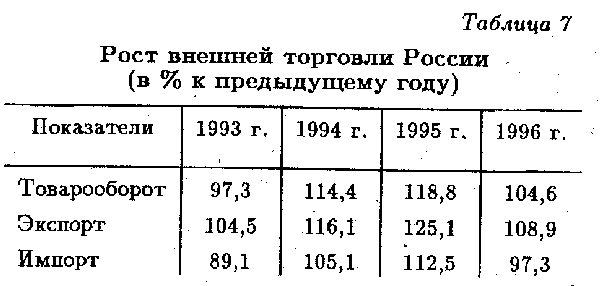 Таблица 7
Рост внешней торговли России
(в % к предыдущему году)
Показатели 1993 г. 1994 г. 1995 г. 1996 г.
Товарооборот 97,3 114,4 118,8 104,6
Экспорт 104,5 116,1 125,1 108,9
Импорт 89,1 105,1 112,5 97,3